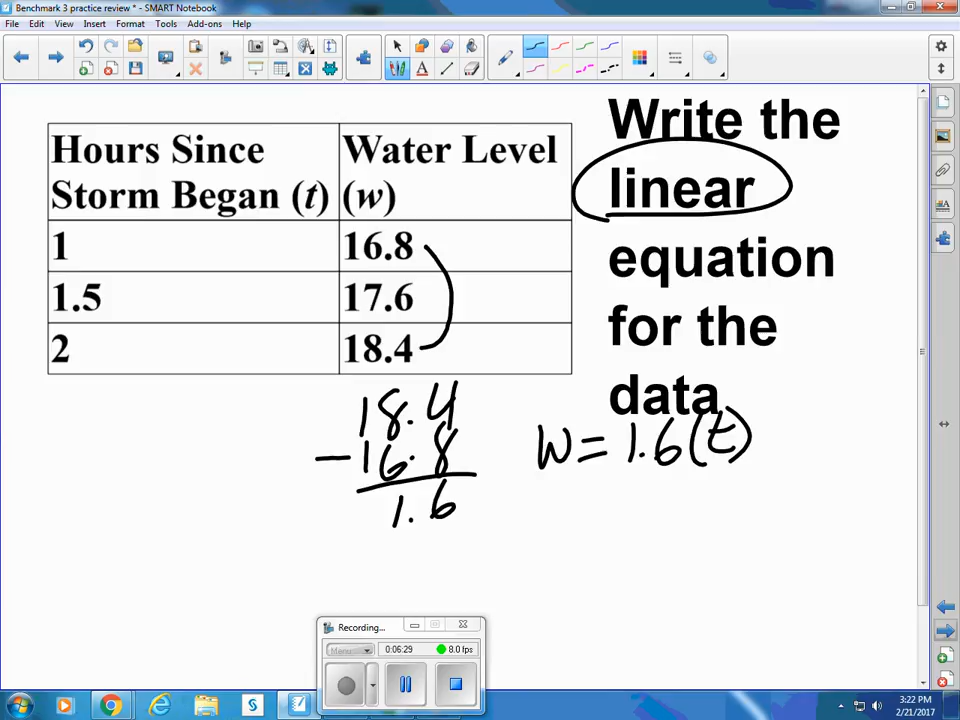 Benchmark 3 practice review * - SMART Notebook
File Edit View Insert Format Tools Add-ons Help
Hours Since Storm Began (t) Water Level (w)
1 16.8
1.5 17.6
2 18.4
Write the
linear
equation
for the
data
18.4
-16.8
1.6
w = 1.6(t)
Recording...
Menu
0:06:29 8.0 fps
3:22 PM
2/21/2017